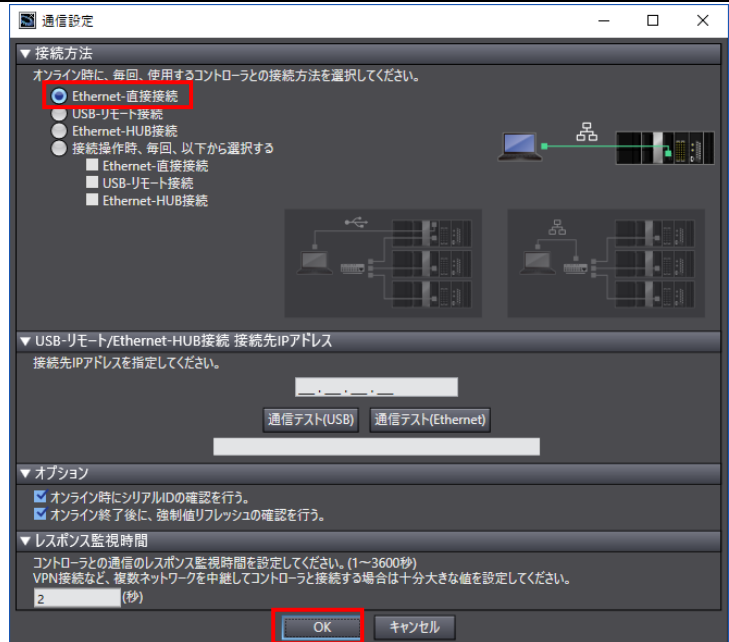 通信設定
▼接続方法
オンライン時に、毎回、使用するコントローラとの接続方法を選択してください。
Ethernet-直接接続
USB-リモート接続
Ethernet-HUB接続
接続操作時、毎回、以下から選択する
Ethernet-直接接続
USB-リモート接続
Ethernet-HUB接続
▼USB-リモート/Ethernet-HUB接続 接続先IPアドレス
接続先IPアドレスを指定してください。
__.__.__.__
通信テスト(USB) 通信テスト(Ethernet)
▼オプション
オンライン時にシリアルIDの確認を行う。
オンライン終了後に、強制値リフレッシュの確認を行う。
▼レスポンス監視時間
コントローラとの通信のレスポンス監視時間を設定してください。(1～3600秒)
VPN接続など、複数ネットワークを中継してコントローラと接続する場合は十分大きな値を設定してください。
2 (秒)
OK キャンセル